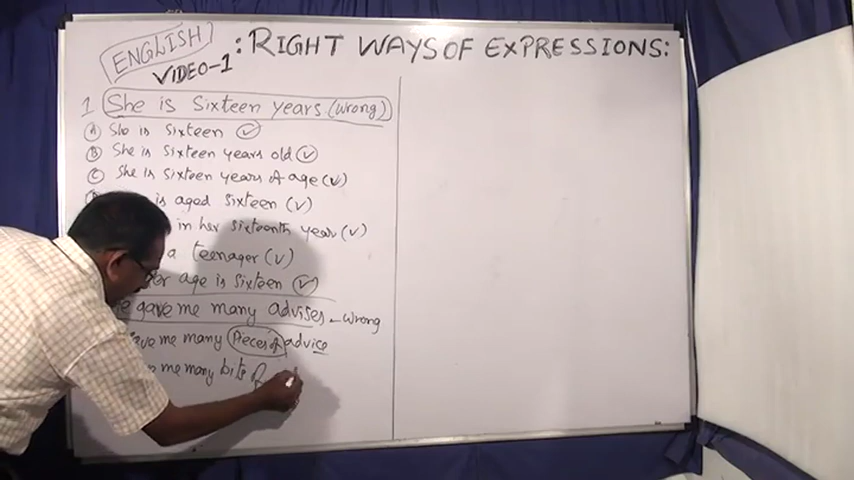 ENGLISH
VIDEO-1
: RIGHT WAYS OF EXPRESSIONS:
1 She is Sixteen years. (wrong)
A She is sixteen ✓
B She is sixteen years old ✓
C She is sixteen years of age (✓)
is aged sixteen (✓)
in her sixteenth year (✓)
a teenager (✓)
age is sixteen ✓
gave me many advises - wrong
me many Pieces of advice
me many bits of